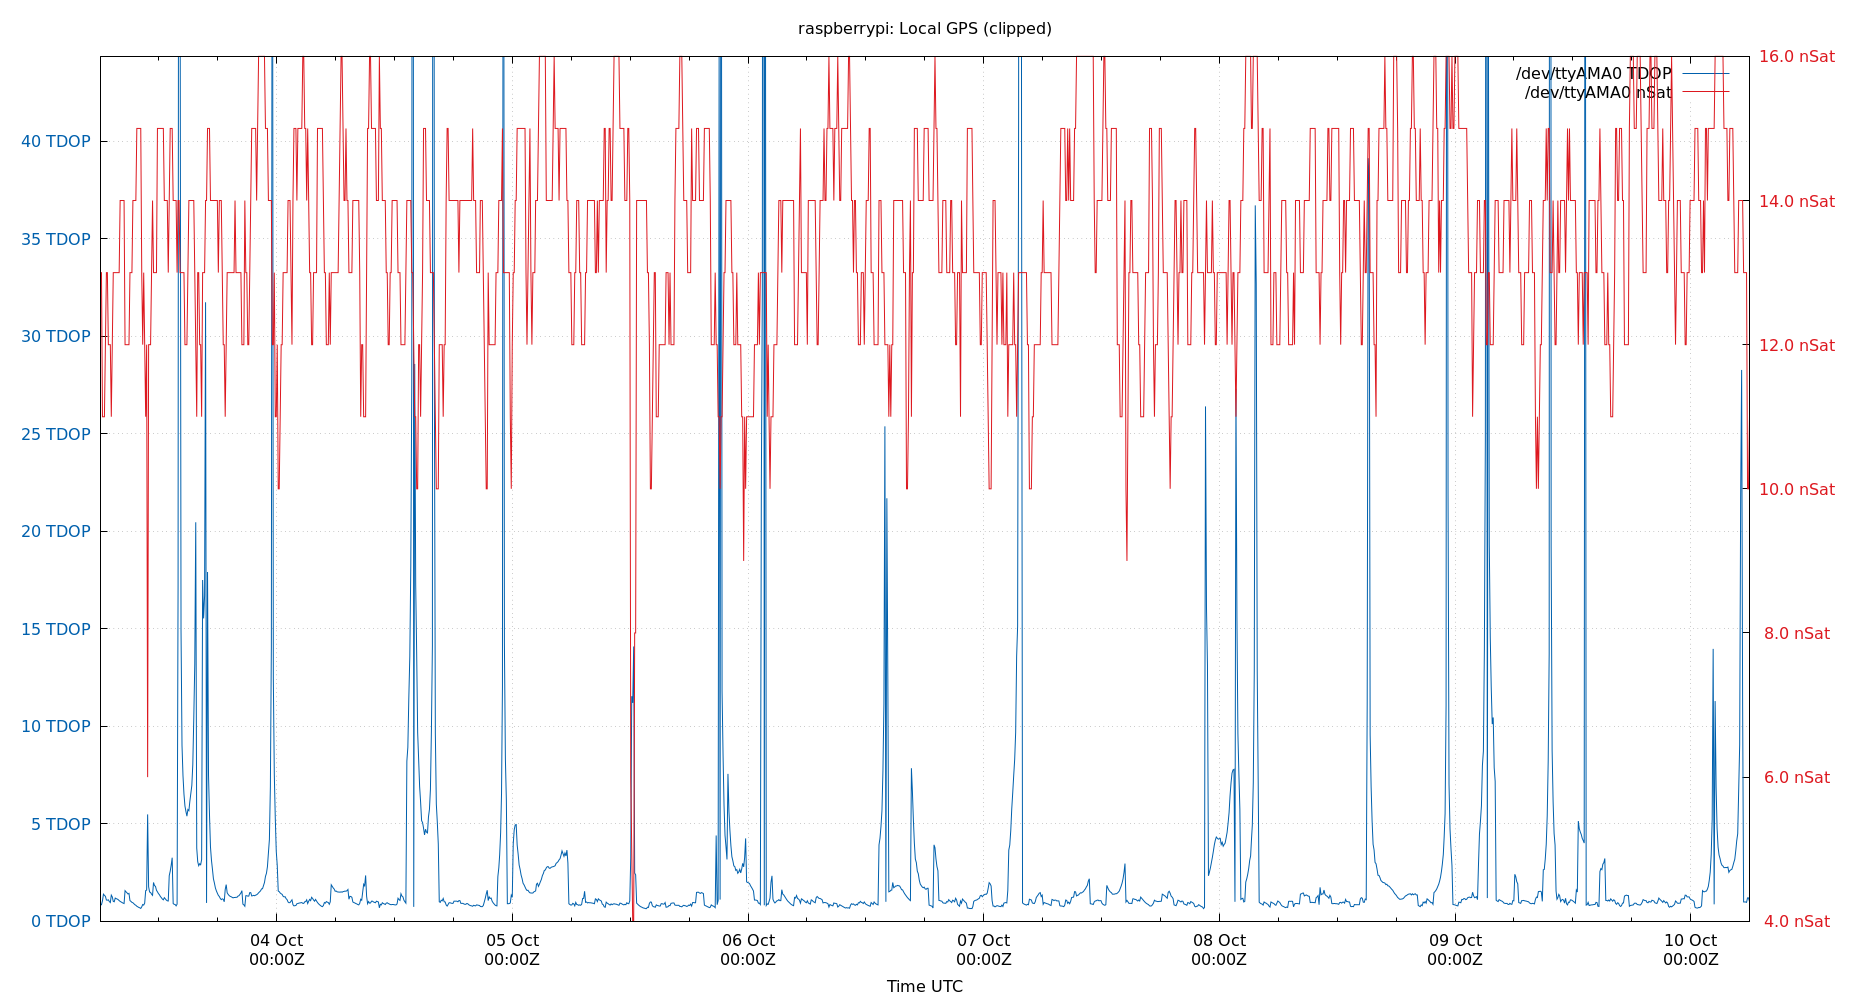 raspberrypi: Local GPS (clipped)
16.0 nSat
/dev/ttyAMA0 TDOP
/dev/ttyAMA0 nSat
40 TDOP
14.0 nSat
35 TDOP
30 TDOP
12.0 nSat
25 TDOP
10.0 nSat
20 TDOP
15 TDOP
8.0 nSat
10 TDOP
6.0 nSat
5 TDOP
0 TDOP
4.0 nSat
04 Oct 05 Oct 06 Oct 07 Oct 08 Oct 09 Oct 10 Oct
00:00Z 00:00Z 00:00Z 00:00Z 00:00Z 00:00Z 00:00Z
Time UTC